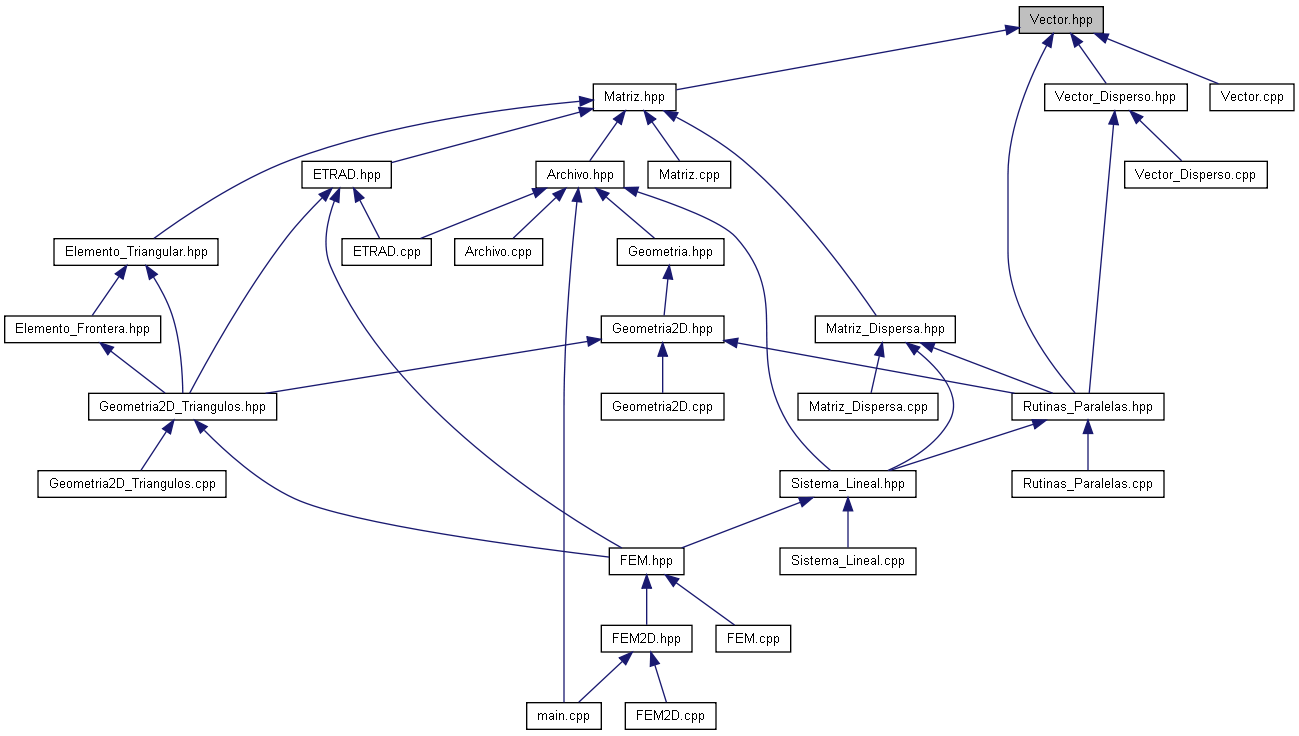 Vector.hpp
Matriz.hpp
Vector_Disperso.hpp
Vector.cpp
ETRAD.hpp
Archivo.hpp
Matriz.cpp
Vector_Disperso.cpp
Elemento_Triangular.hpp
ETRAD.cpp
Archivo.cpp
Geometria.hpp
Elemento_Frontera.hpp
Geometria2D.hpp
Matriz_Dispersa.hpp
Geometria2D_Triangulos.hpp
Geometria2D.cpp
Matriz_Dispersa.cpp
Rutinas_Paralelas.hpp
Geometria2D_Triangulos.cpp
Sistema_Lineal.hpp
Rutinas_Paralelas.cpp
FEM.hpp
Sistema_Lineal.cpp
FEM2D.hpp
FEM.cpp
main.cpp
FEM2D.cpp